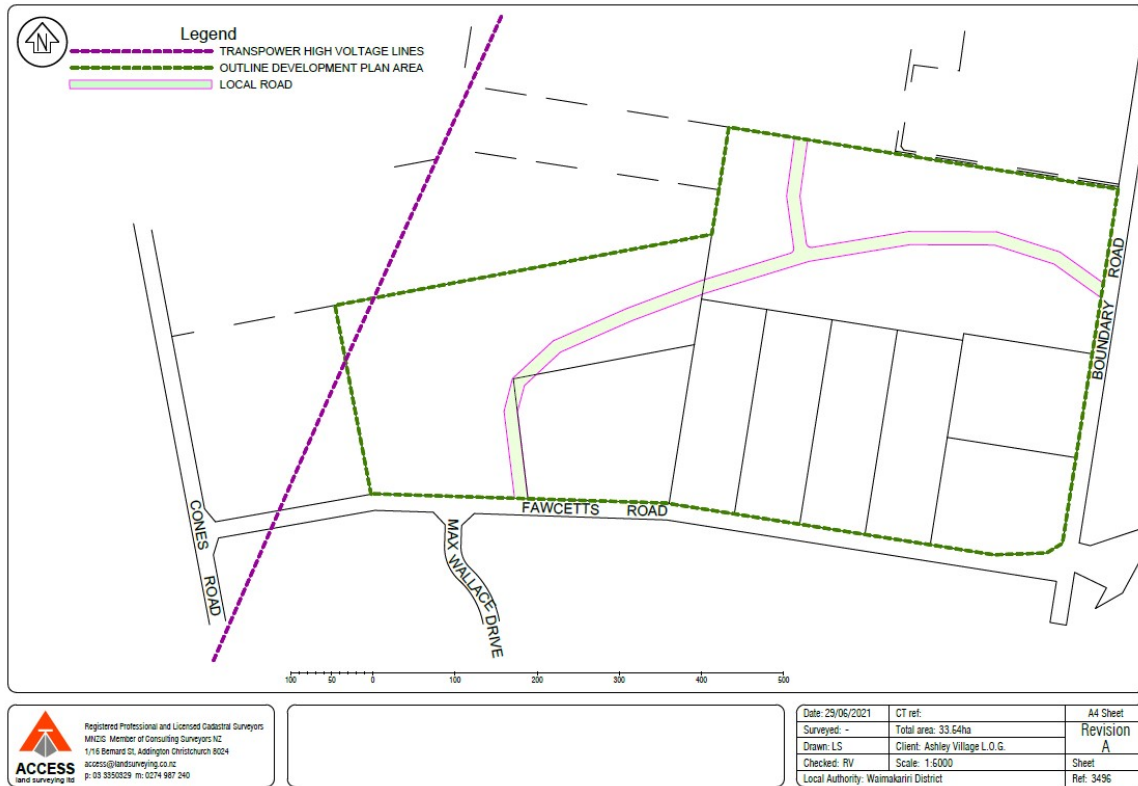 N
Legend
TRANSPOWER HIGH VOLTAGE LINES
OUTLINE DEVELOPMENT PLAN AREA
LOCAL ROAD
BOUNDARY ROAD
CONES ROAD
FAWCETTS ROAD
MAX WALLACE DRIVE
100 50 0 100 200 300 400 500
ACCESS
land surveying ltd
Registered Professional and Licensed Cadastral Surveyors
MNZIS Member of Consulting Surveyors NZ
1/16 Bernard St, Addington Christchurch 8024
access@landsurveying.co.nz
p: 03 3350329 m: 0274 987 240
Date: 29/06/2021 CT ref: A4 Sheet
Surveyed: - Total area: 33.54ha Revision
Drawn: LS Client: Ashley Village L.O.G. A
Checked: RV Scale: 1:6000 Sheet
Local Authority: Waimakariri District Ref: 3496